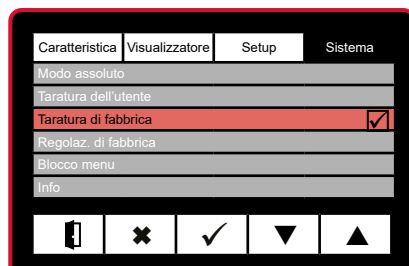 Caratteristica Visualizzatore Setup Sistema
Modo assoluto
Taratura dell'utente
Taratura di fabbrica
Regolaz. di fabbrica
Blocco menu
Info